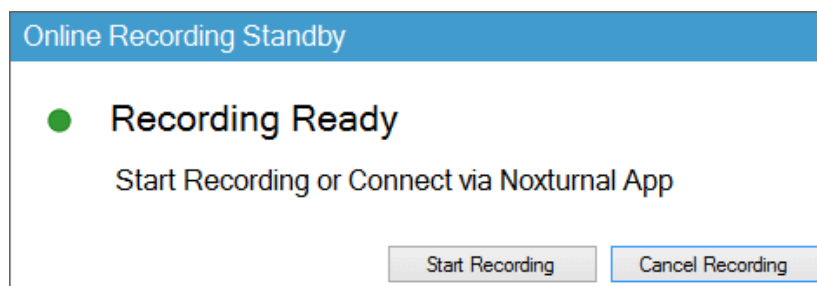 Online Recording Standby
Recording Ready
Start Recording or Connect via Noxturnal App
Start Recording
Cancel Recording